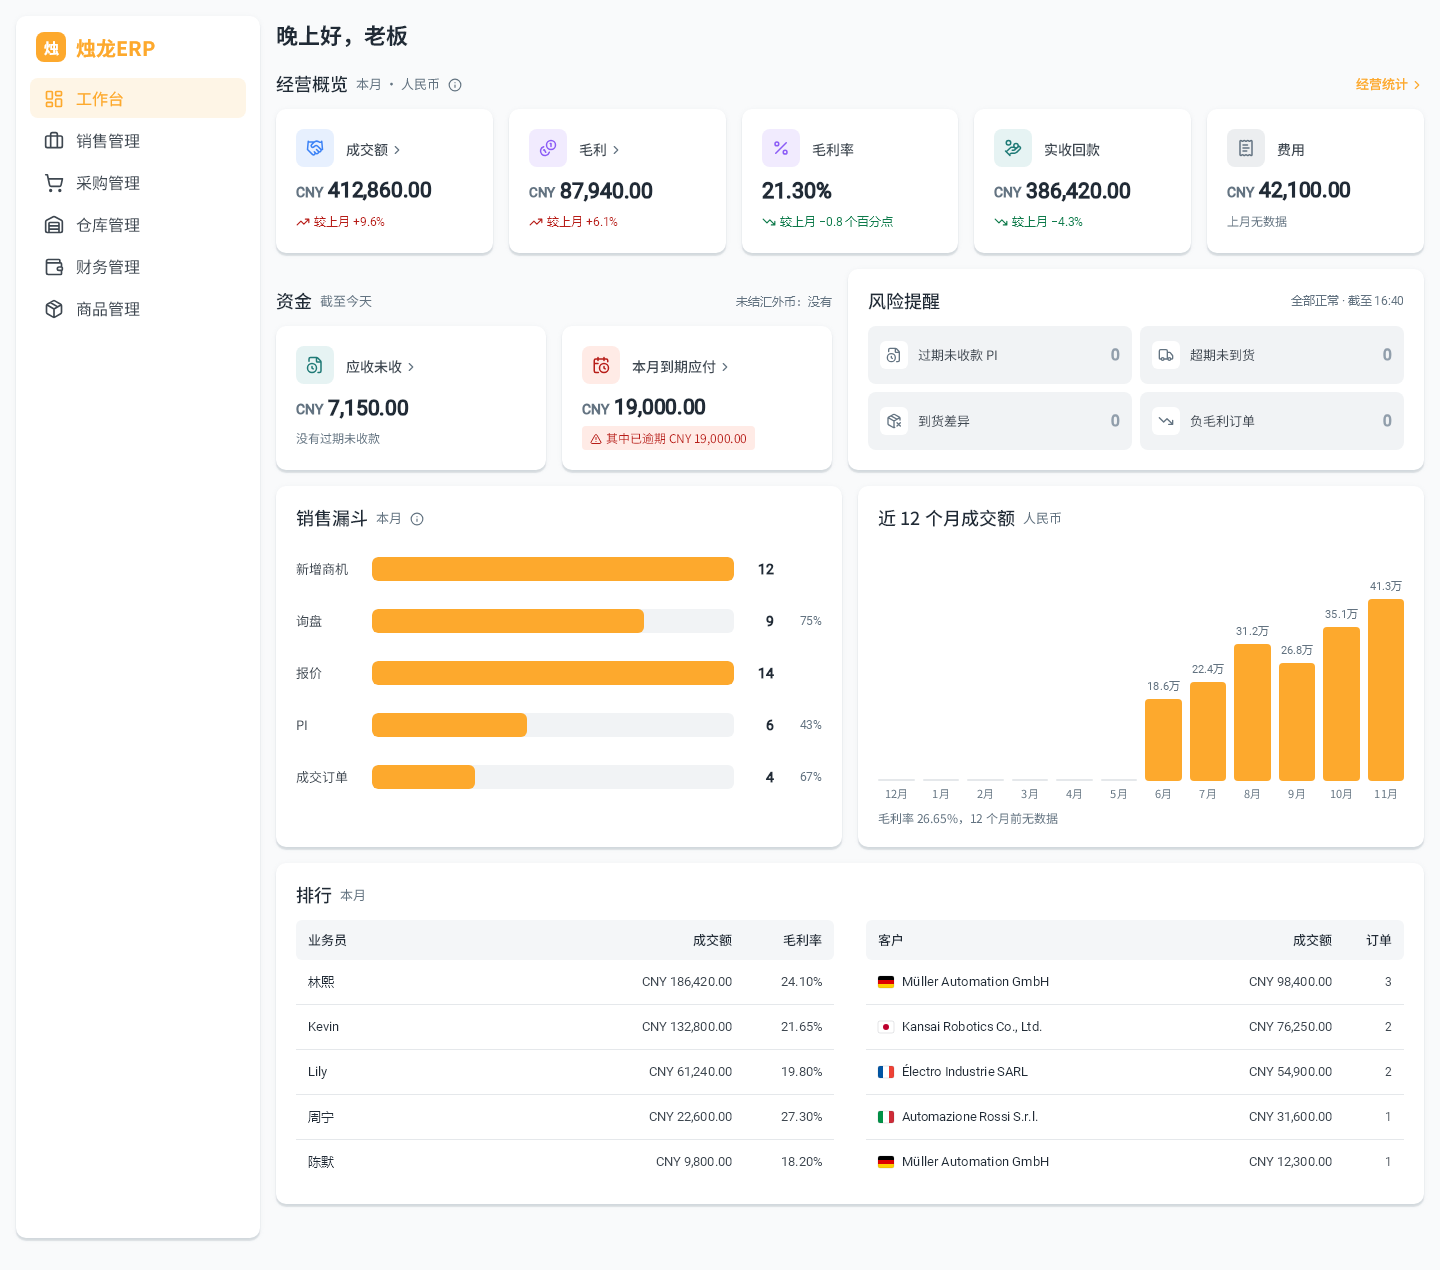 烛 烛龙ERP
工作台
销售管理
采购管理
仓库管理
财务管理
商品管理
晚上好，老板
经营概览 本月 · 人民币
经营统计
成交额
CNY 412,860.00
较上月 +9.6%
毛利
CNY 87,940.00
较上月 +6.1%
毛利率
21.30%
较上月 −0.8 个百分点
实收回款
CNY 386,420.00
较上月 −4.3%
费用
CNY 42,100.00
上月无数据
资金 截至今天
未结汇外币：没有
应收未收
CNY 7,150.00
没有过期未收款
本月到期应付
CNY 19,000.00
其中已逾期 CNY 19,000.00
风险提醒
全部正常 · 截至 16:40
过期未收款 PI 0
超期未到货 0
到货差异 0
负毛利订单 0
销售漏斗 本月
新增商机 12
询盘 9 75%
报价 14
PI 6 43%
成交订单 4 67%
近 12 个月成交额 人民币
41.3万
35.1万
31.2万
26.8万
22.4万
18.6万
12月 1月 2月 3月 4月 5月 6月 7月 8月 9月 10月 11月
毛利率 26.65%，12 个月前无数据
排行 本月
业务员 成交额 毛利率
林熙 CNY 186,420.00 24.10%
Kevin CNY 132,800.00 21.65%
Lily CNY 61,240.00 19.80%
周宁 CNY 22,600.00 27.30%
陈默 CNY 9,800.00 18.20%
客户 成交额 订单
Müller Automation GmbH CNY 98,400.00 3
Kansai Robotics Co., Ltd. CNY 76,250.00 2
Électro Industrie SARL CNY 54,900.00 2
Automazione Rossi S.r.l. CNY 31,600.00 1
Müller Automation GmbH CNY 12,300.00 1